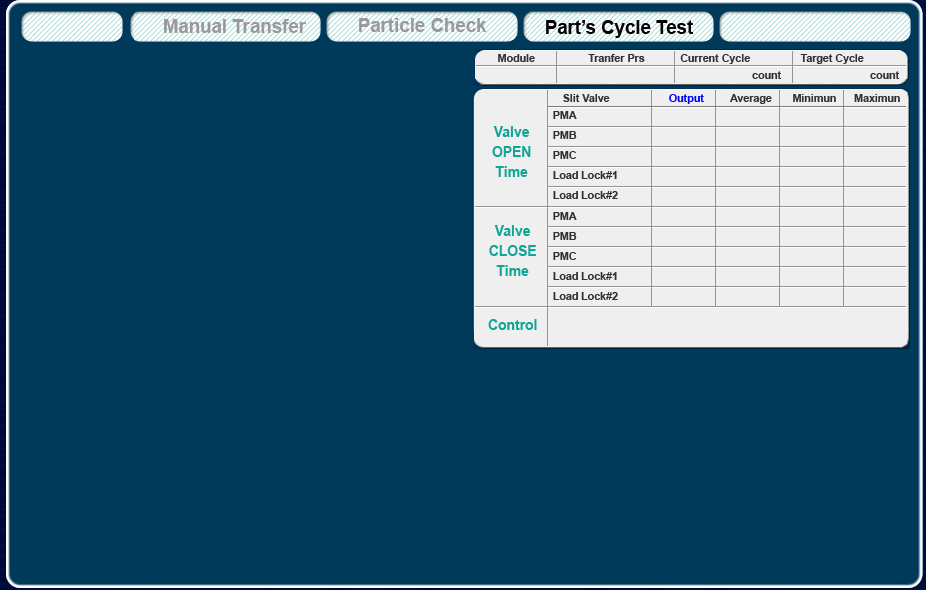 Manual Transfer
Particle Check
Part's Cycle Test
Module Tranfer Prs Current Cycle Target Cycle
count count
Slit Valve Output Average Minimun Maximun
Valve
OPEN
Time
PMA
PMB
PMC
Load Lock#1
Load Lock#2
Valve
CLOSE
Time
PMA
PMB
PMC
Load Lock#1
Load Lock#2
Control